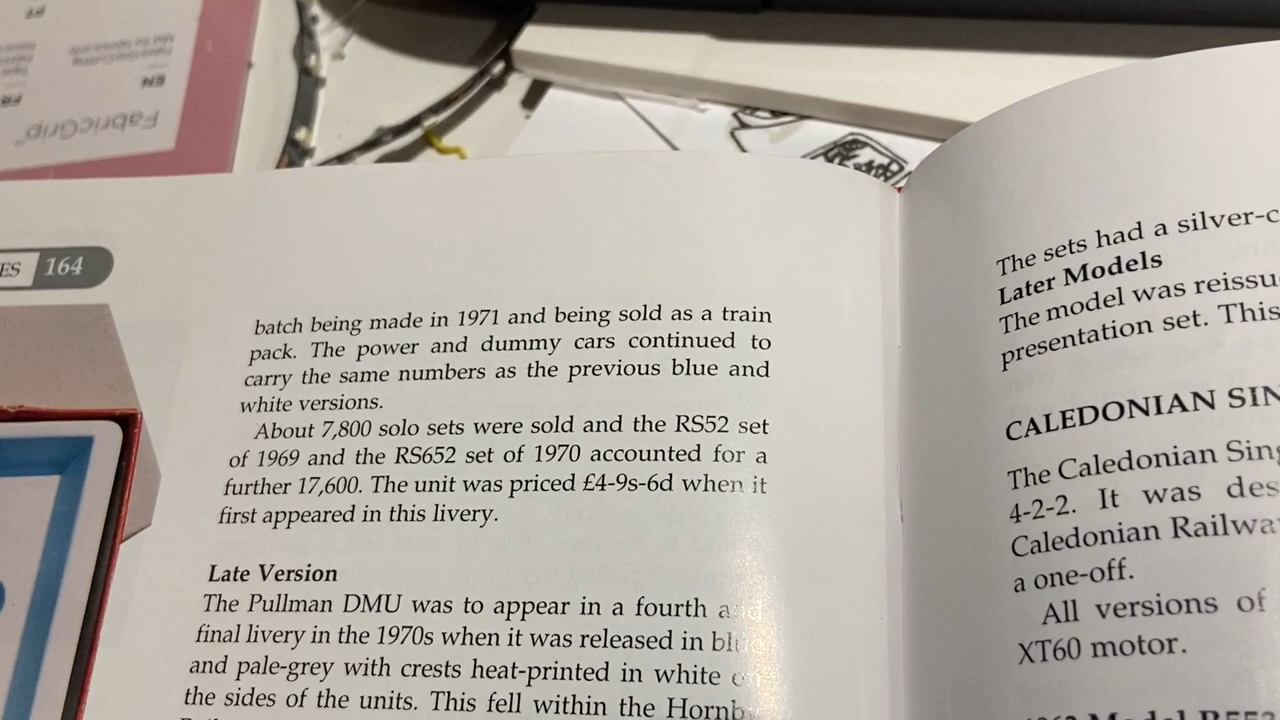 FabricGrip™
EN
FR
ES 164
batch being made in 1971 and being sold as a train
pack. The power and dummy cars continued to
carry the same numbers as the previous blue and
white versions.
About 7,800 solo sets were sold and the RS52 set
of 1969 and the RS652 set of 1970 accounted for a
further 17,600. The unit was priced £4-9s-6d when it
first appeared in this livery.
Late Version
The Pullman DMU was to appear in a fourth and
final livery in the 1970s when it was released in blue
and pale-grey with crests heat-printed in white on
the sides of the units. This fell within the Hornby
The sets had a silver-c
Later Models
The model was reissu
presentation set. This
CALEDONIAN SIN
The Caledonian Sing
4-2-2. It was des
Caledonian Railwa
a one-off.
All versions of
XT60 motor.